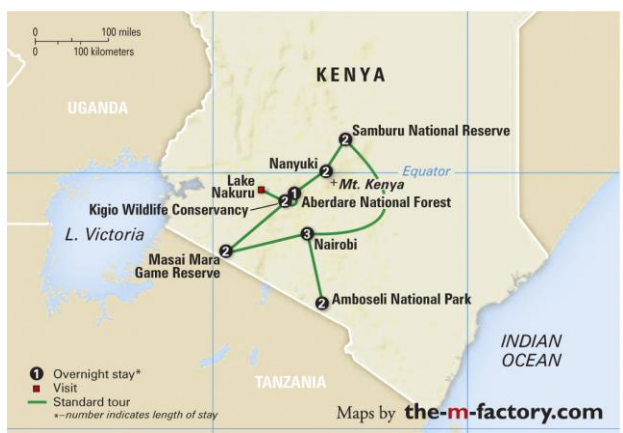 0 100 miles
0 100 kilometers
KENYA
UGANDA
2
Samburu National Reserve
Nanyuki
2
Equator
+Mt. Kenya
Lake
Nakuru
1
2
Aberdare National Forest
Kigio Wildlife Conservancy
L. Victoria
3
Nairobi
Masai Mara
Game Reserve
2
2
Amboseli National Park
INDIAN
OCEAN
TANZANIA
1 Overnight stay*
Visit
Standard tour
*–number indicates length of stay
Maps by the-m-factory.com